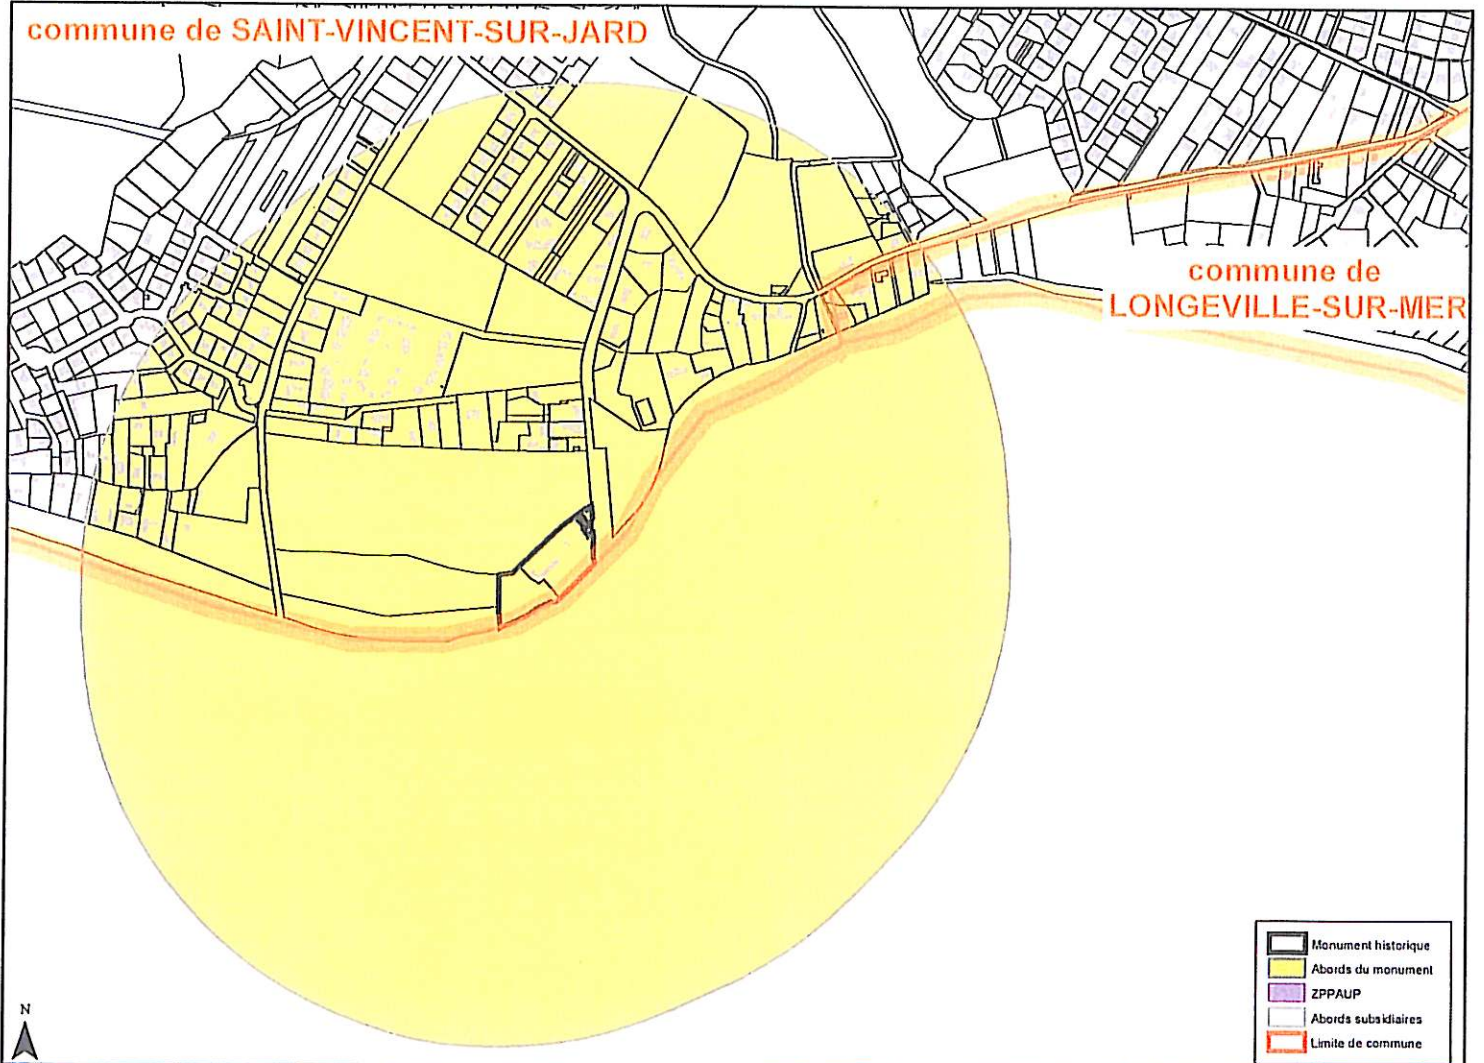 commune de SAINT-VINCENT-SUR-JARD
commune de
LONGEVILLE-SUR-MER
N
Monument historique
Abords du monument
ZPPAUP
Abords subsidiaires
Limite de commune